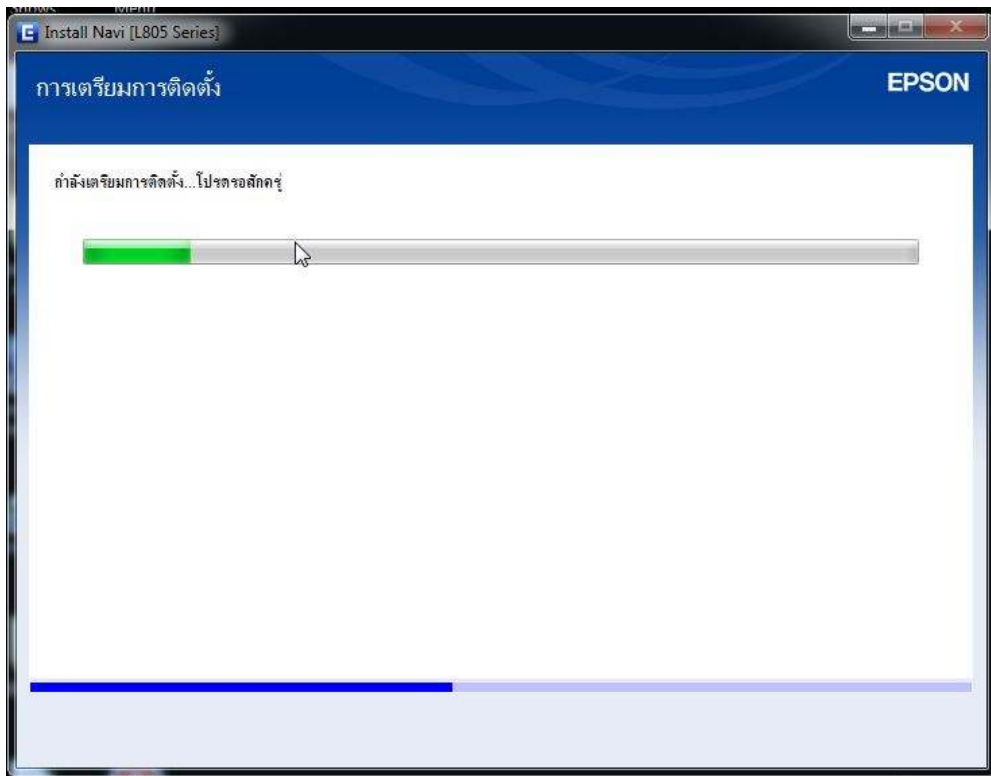 Menu
Install Navi [L805 Series]
การเตรียมการติดตั้ง
EPSON
กำลังเตรียมการติดตั้ง...โปรดรอสักครู่